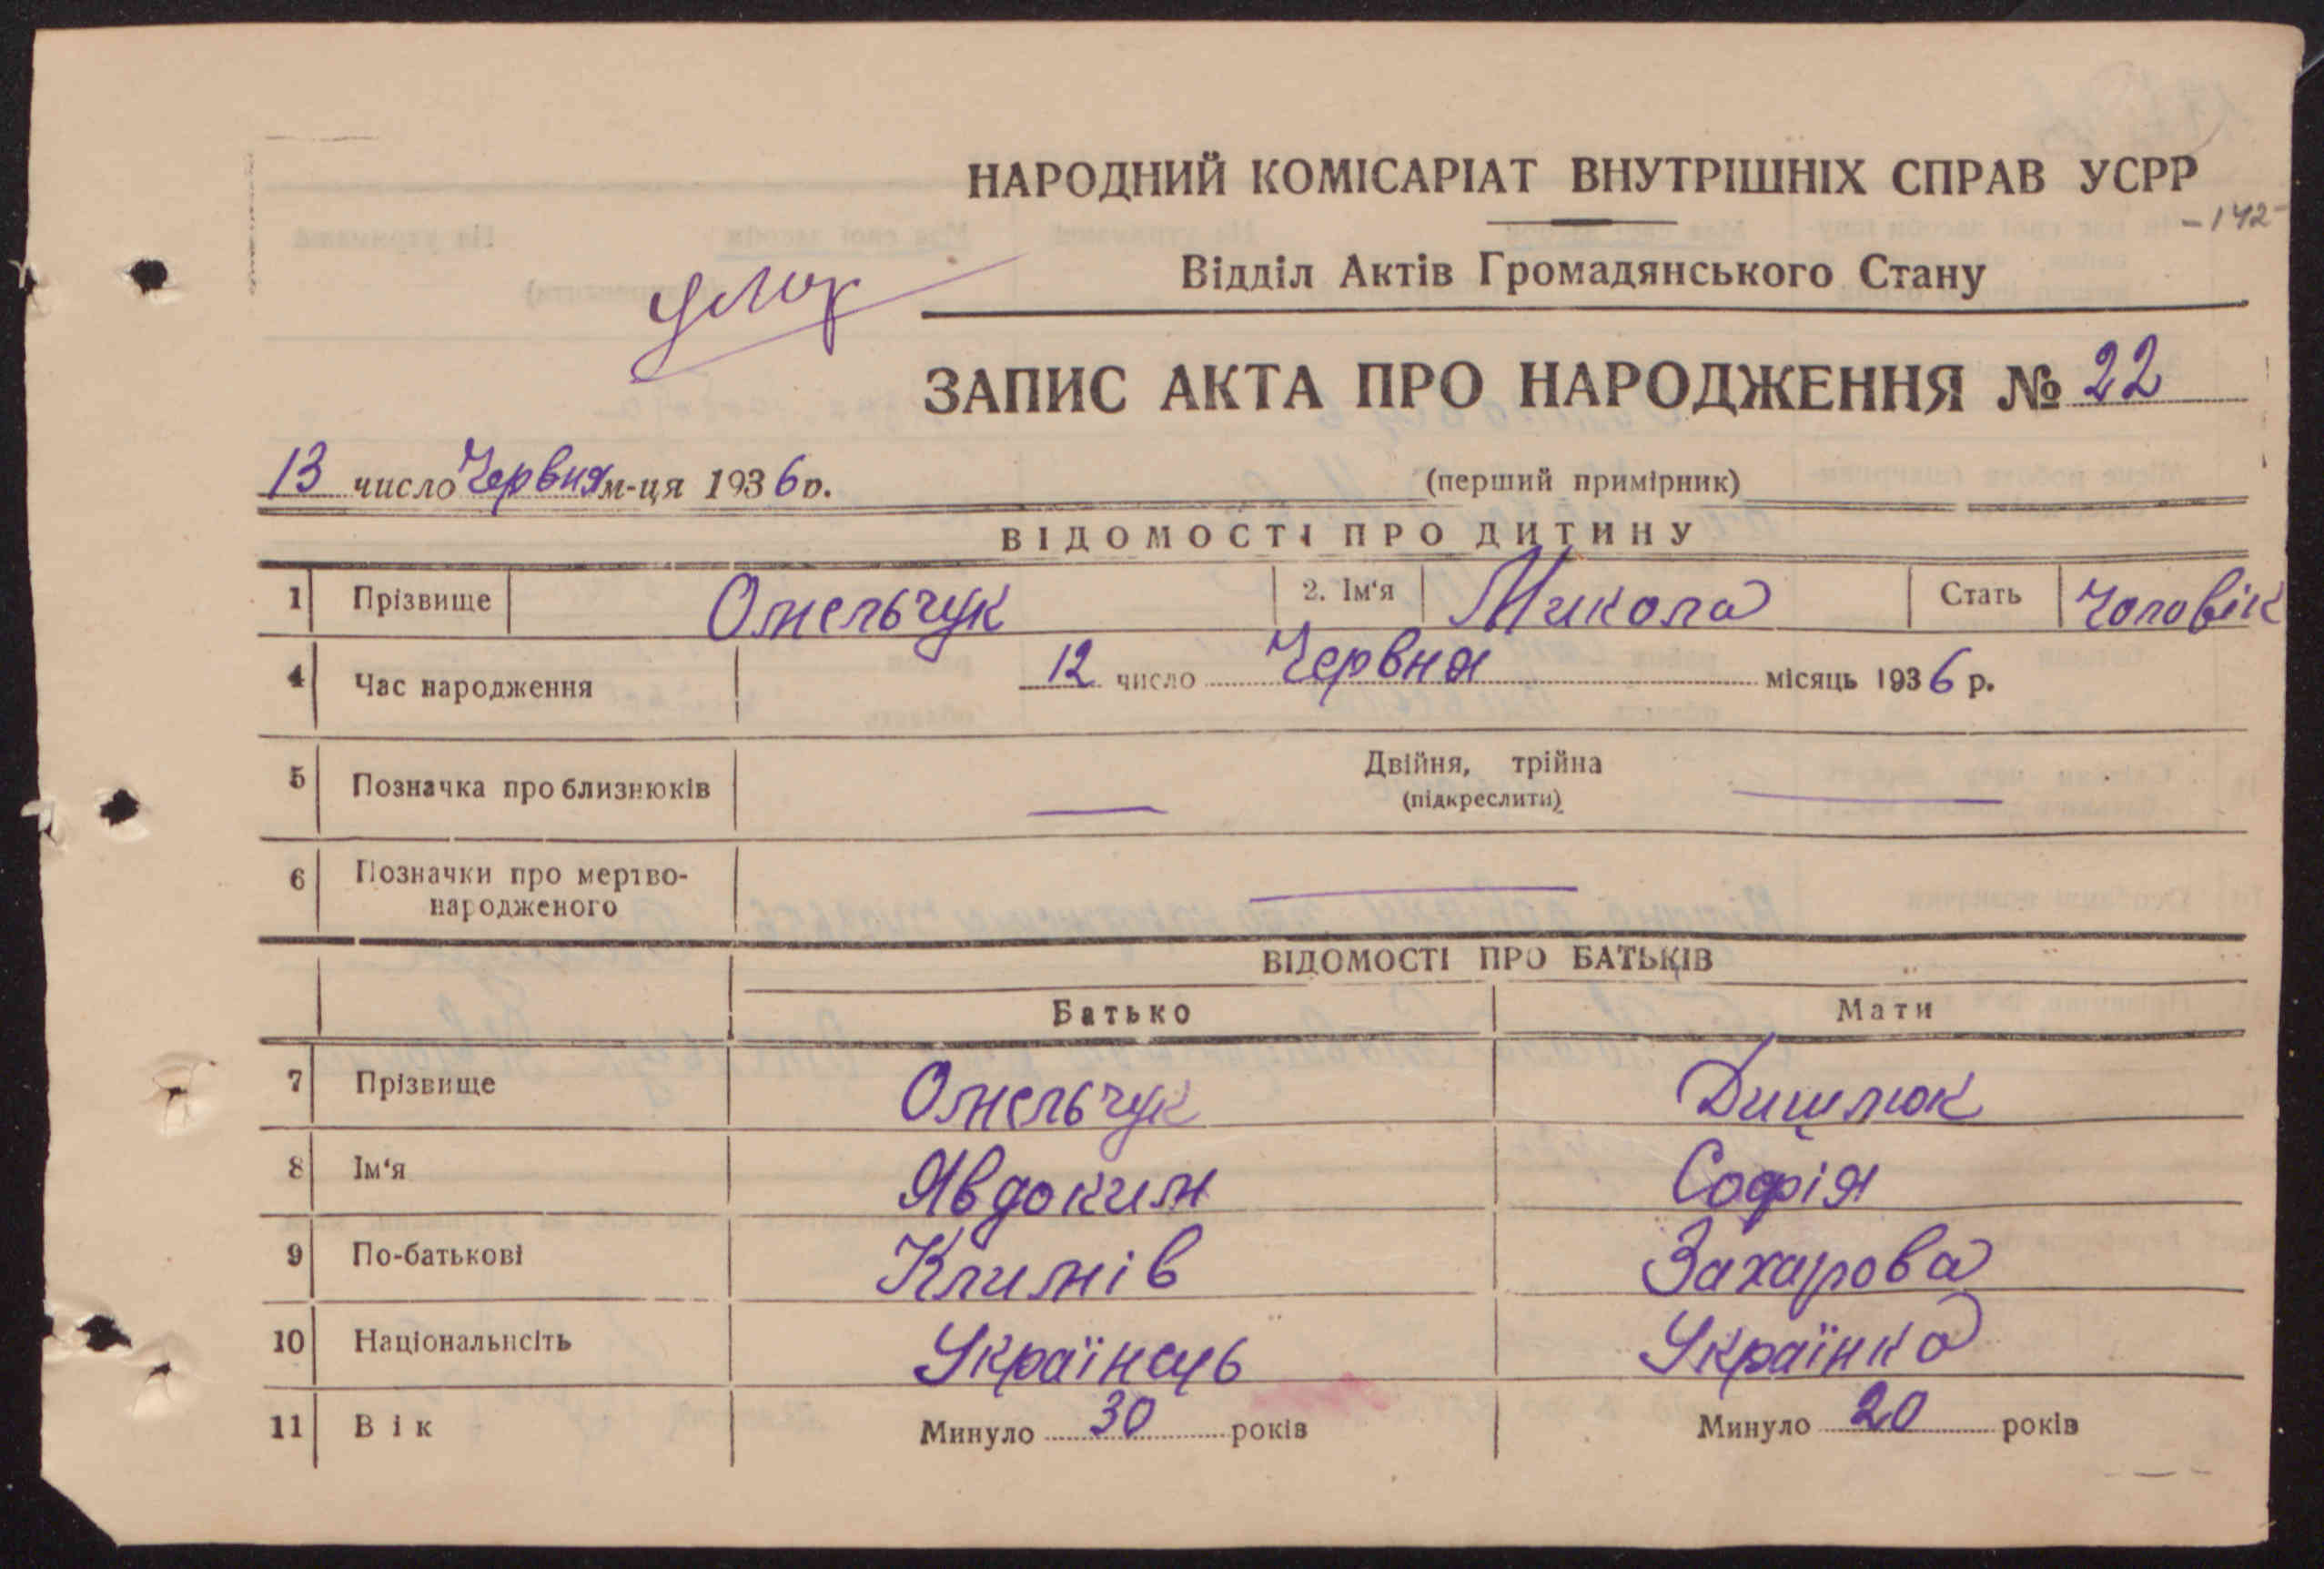 НАРОДНИЙ КОМІСАРІАТ ВНУТРІШНІХ СПРАВ УСРР
-142-
Відділ Актів Громадянського Стану
ЗАПИС АКТА ПРО НАРОДЖЕННЯ № 22
13 число Червня м-ця 1936 р.
(перший примірник)
ВІДОМОСТІ ПРО ДИТИНУ
1 Прізвище Омельчук 2. Ім'я Микола Стать Чоловік
4 Час народження 12 число Червня місяць 1936 р.
5 Позначка про близнюків Двійня, трійна
(підкреслити)
6 Позначки про мертво-
народженого
ВІДОМОСТІ ПРО БАТЬКІВ
Батько Мати
7 Прізвище Омельчук Дишлюк
8 Ім'я Явдоким Софія
9 По-батькові Климів Захарова
10 Національнсіть Українець Українка
11 Вік Минуло 30 років Минуло 20 років